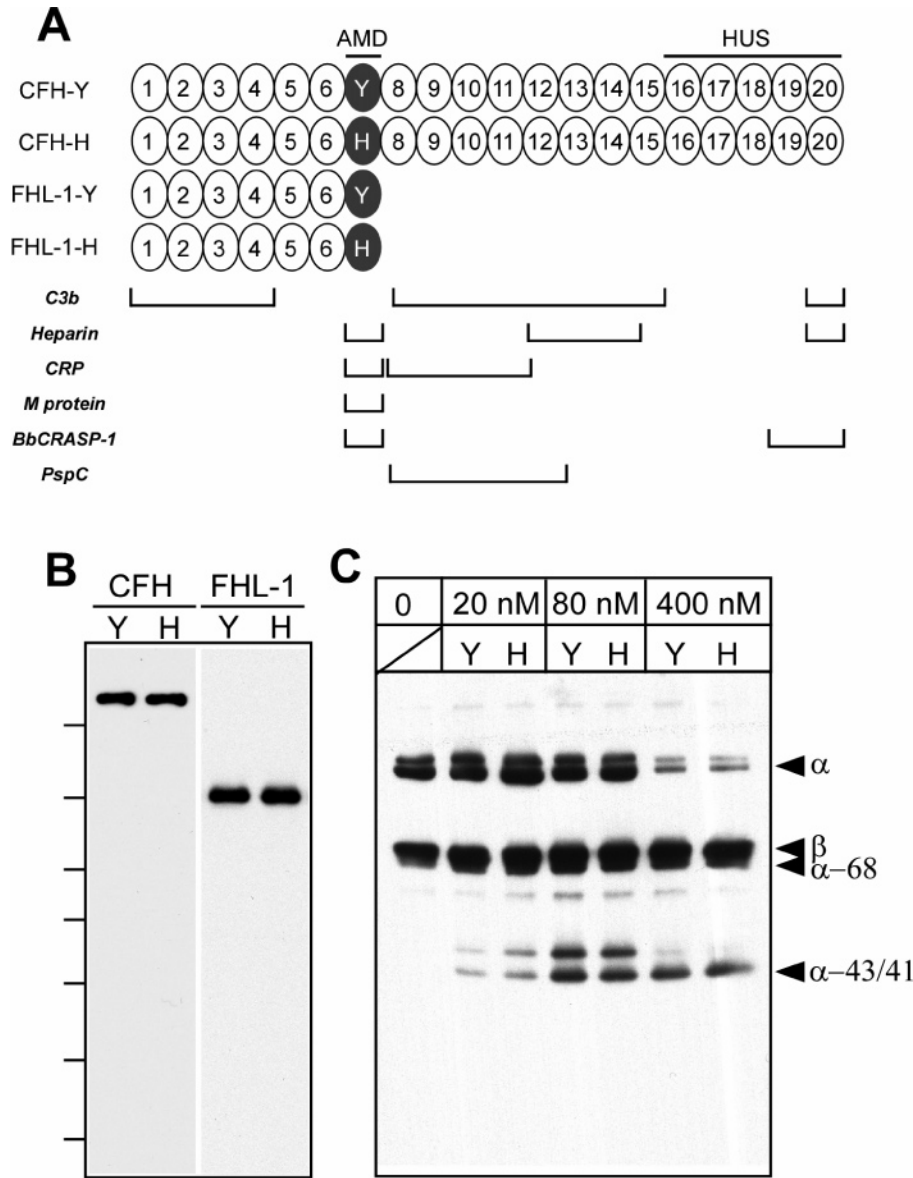 A
AMD HUS
CFH-Y 1 2 3 4 5 6 Y 8 9 10 11 12 13 14 15 16 17 18 19 20
CFH-H 1 2 3 4 5 6 H 8 9 10 11 12 13 14 15 16 17 18 19 20
FHL-1-Y 1 2 3 4 5 6 Y
FHL-1-H 1 2 3 4 5 6 H
C3b
Heparin
CRP
M protein
BbCRASP-1
PspC
B
CFH FHL-1
Y H Y H
C
0 20 nM 80 nM 400 nM
Y H Y H Y H
α
β
α-68
α-43/41